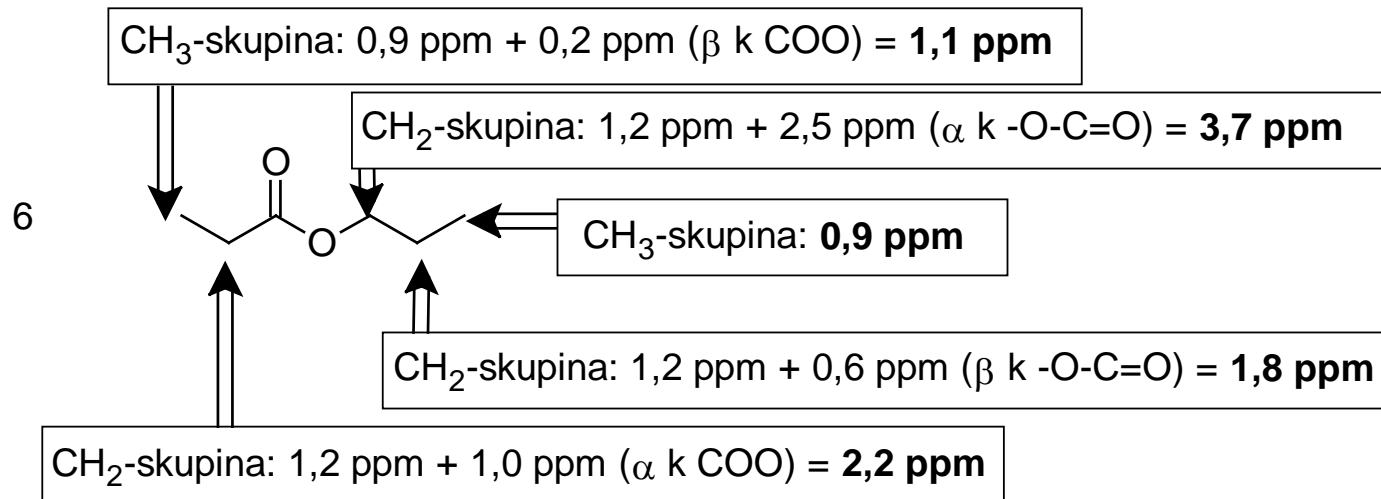 CH₃-skupina: 0,9 ppm + 0,2 ppm (β k COO) = 1,1 ppm
CH₂-skupina: 1,2 ppm + 2,5 ppm (α k -O-C=O) = 3,7 ppm
O
6
O
CH₃-skupina: 0,9 ppm
CH₂-skupina: 1,2 ppm + 0,6 ppm (β k -O-C=O) = 1,8 ppm
CH₂-skupina: 1,2 ppm + 1,0 ppm (α k COO) = 2,2 ppm